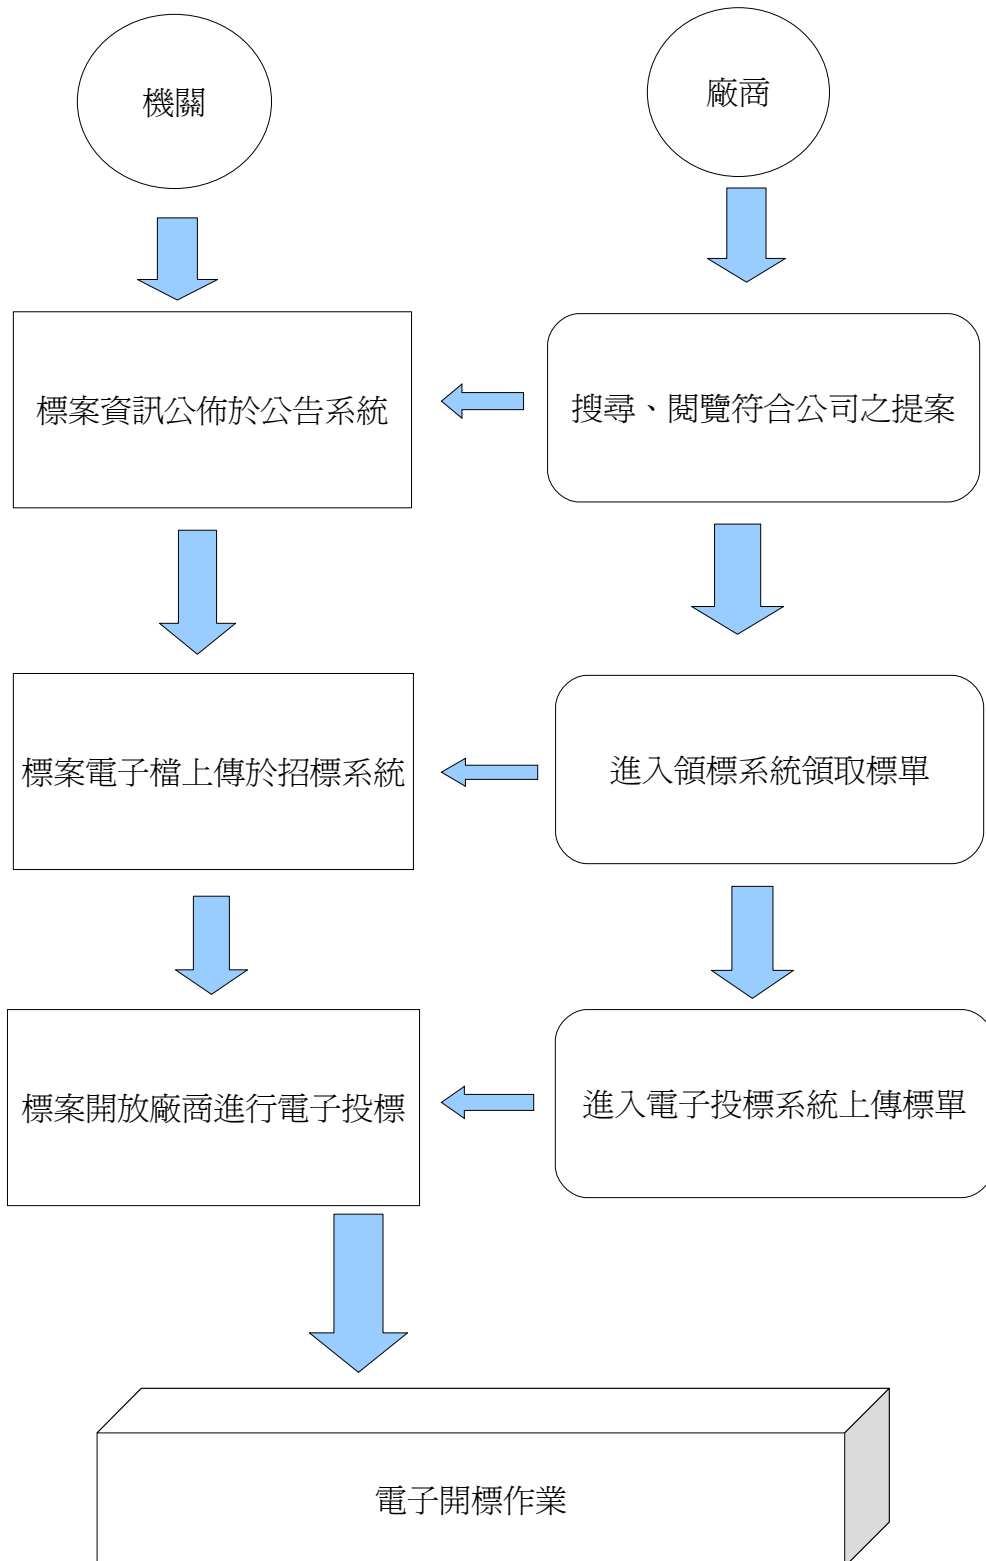 機關
廠商
標案資訊公佈於公告系統
搜尋、閱覽符合公司之提案
標案電子檔上傳於招標系統
進入領標系統領取標單
標案開放廠商進行電子投標
進入電子投標系統上傳標單
電子開標作業